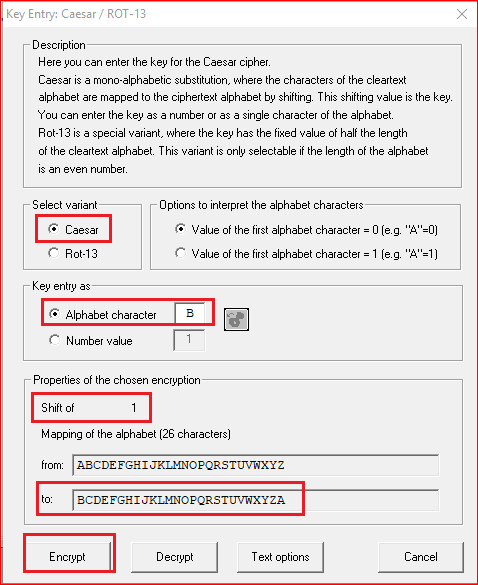 Key Entry: Caesar / ROT-13
Description
Here you can enter the key for the Caesar cipher.
Caesar is a mono-alphabetic substitution, where the characters of the cleartext
alphabet are mapped to the ciphertext alphabet by shifting. This shifting value is the key.
You can enter the key as a number or as a single character of the alphabet.
Rot-13 is a special variant, where the key has the fixed value of half the length
of the cleartext alphabet. This variant is only selectable if the length of the alphabet
is an even number.
Select variant
Caesar
Rot-13
Options to interpret the alphabet characters
Value of the first alphabet character = 0 (e.g. "A"=0)
Value of the first alphabet character = 1 (e.g. "A"=1)
Key entry as
Alphabet character B
Number value 1
Properties of the chosen encryption
Shift of 1
Mapping of the alphabet (26 characters)
from: ABCDEFGHIJKLMNOPQRSTUVWXYZ
to: BCDEFGHIJKLMNOPQRSTUVWXYZA
Encrypt Decrypt Text options Cancel